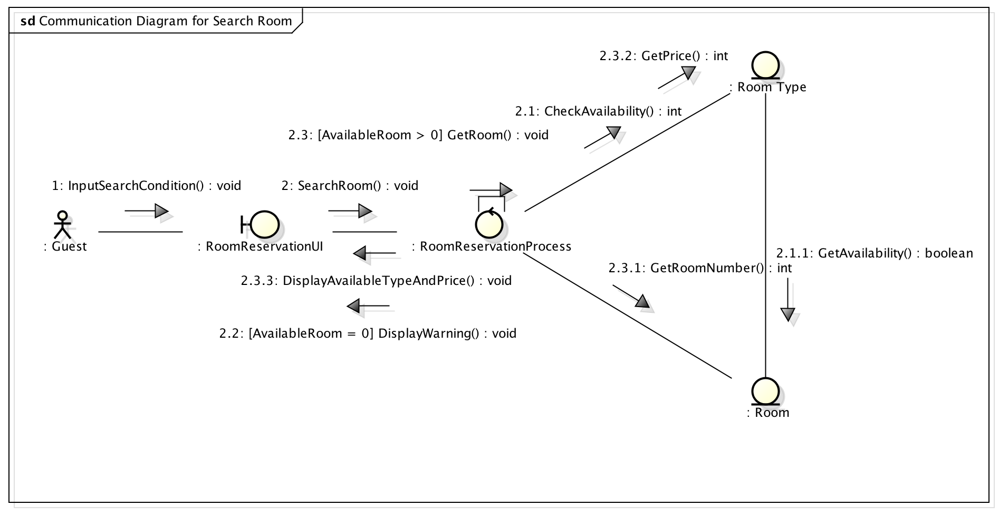 sd Communication Diagram for Search Room
2.3.2: GetPrice() : int
: Room Type
2.1: CheckAvailability() : int
2.3: [AvailableRoom > 0] GetRoom() : void
1: InputSearchCondition() : void
2: SearchRoom() : void
: Guest
: RoomReservationUI
: RoomReservationProcess
2.1.1: GetAvailability() : boolean
2.3.1: GetRoomNumber() : int
2.3.3: DisplayAvailableTypeAndPrice() : void
2.2: [AvailableRoom = 0] DisplayWarning() : void
: Room